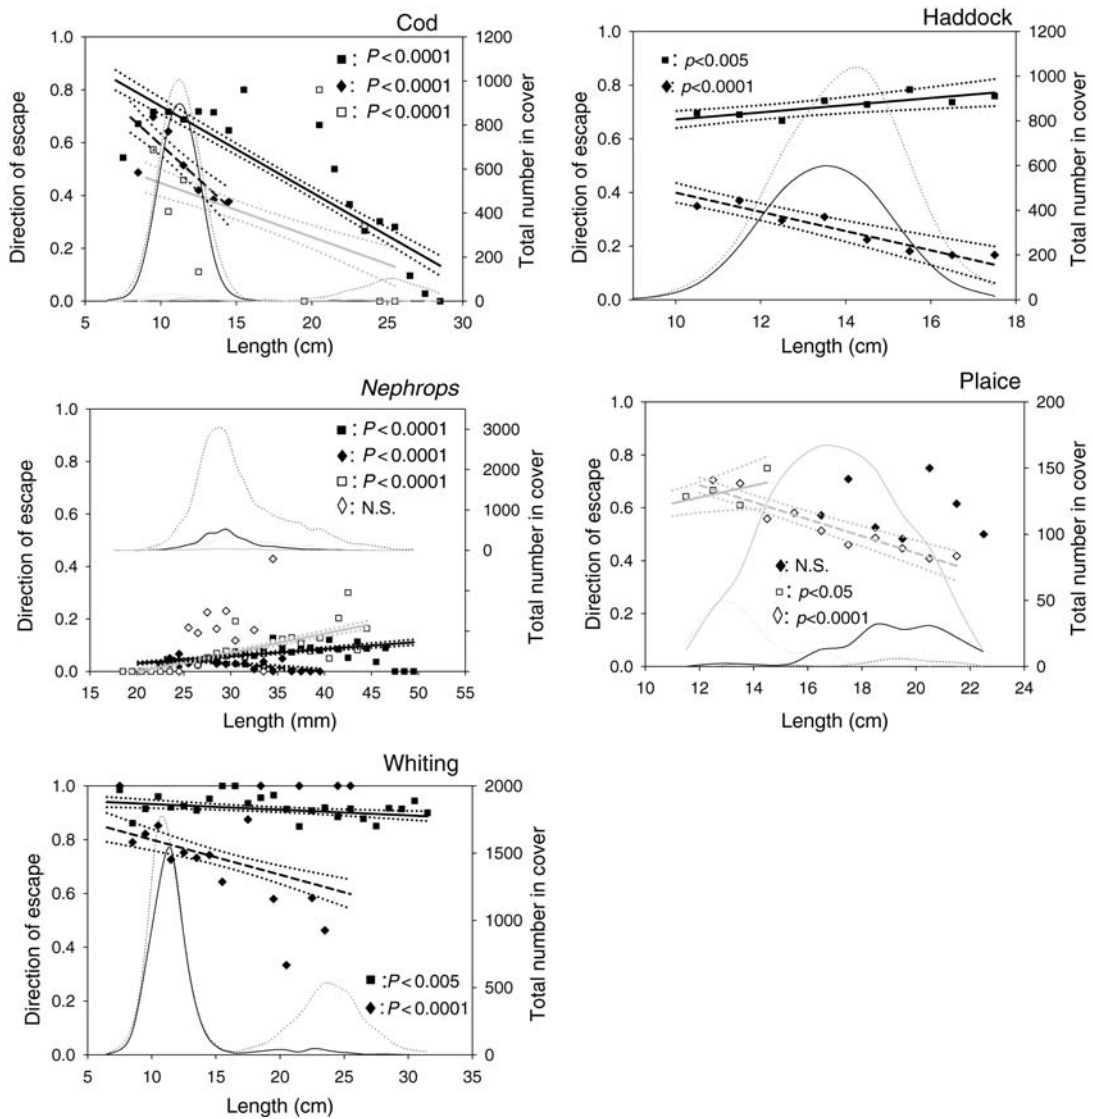 Cod
1.0
0.8
0.6
0.4
0.2
0.0
Direction of escape
■: P<0.0001
◆: P<0.0001
□: P<0.0001
1200
1000
800
600
400
200
0
Total number in cover
5 10 15 20 25 30
Length (cm)
Haddock
1.0
0.8
0.6
0.4
0.2
0.0
Direction of escape
■: p<0.005
◆: p<0.0001
1200
1000
800
600
400
200
0
Total number in cover
10 12 14 16 18
Length (cm)
Nephrops
1.0
0.8
0.6
0.4
0.2
0.0
Direction of escape
■: P<0.0001
◆: P<0.0001
□: P<0.0001
◇: N.S.
3000
2000
1000
0
Total number in cover
15 20 25 30 35 40 45 50 55
Length (mm)
Plaice
1.0
0.8
0.6
0.4
0.2
0.0
Direction of escape
◆: N.S.
□: p<0.05
◇: p<0.0001
200
150
100
50
0
Total number in cover
10 12 14 16 18 20 22 24
Length (cm)
Whiting
1.0
0.8
0.6
0.4
0.2
0.0
Direction of escape
■: P<0.005
◆: P<0.0001
2000
1500
1000
500
0
Total number in cover
5 10 15 20 25 30 35
Length (cm)